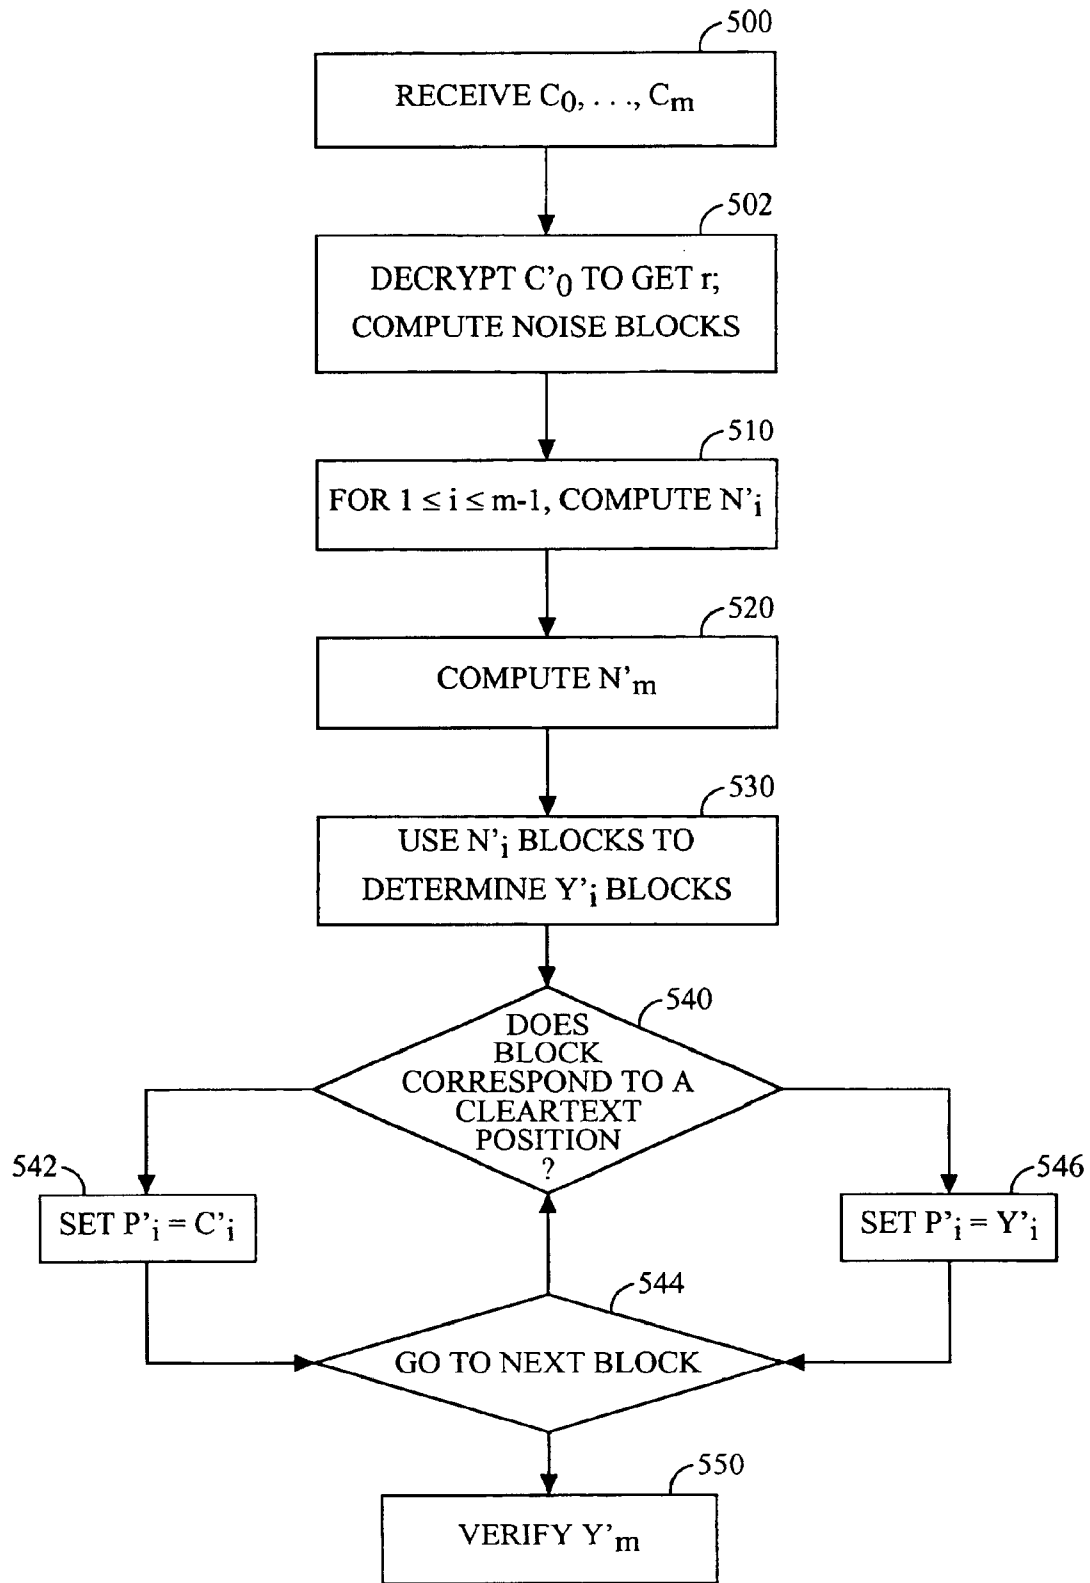 500
RECEIVE C0, . . ., Cm
502
DECRYPT C'0 TO GET r;
COMPUTE NOISE BLOCKS
510
FOR 1 ≤ i ≤ m-1, COMPUTE N'i
520
COMPUTE N'm
530
USE N'i BLOCKS TO
DETERMINE Y'i BLOCKS
540
DOES
BLOCK
CORRESPOND TO A
CLEARTEXT
POSITION
?
542
SET P'i = C'i
546
SET P'i = Y'i
544
GO TO NEXT BLOCK
550
VERIFY Y'm